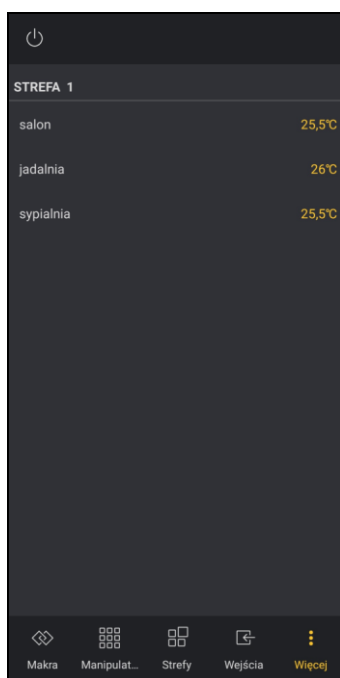 STREFA 1
salon 25,5°C
jadalnia 26°C
sypialnia 25,5°C
Makra Manipulat... Strefy Wejścia Więcej